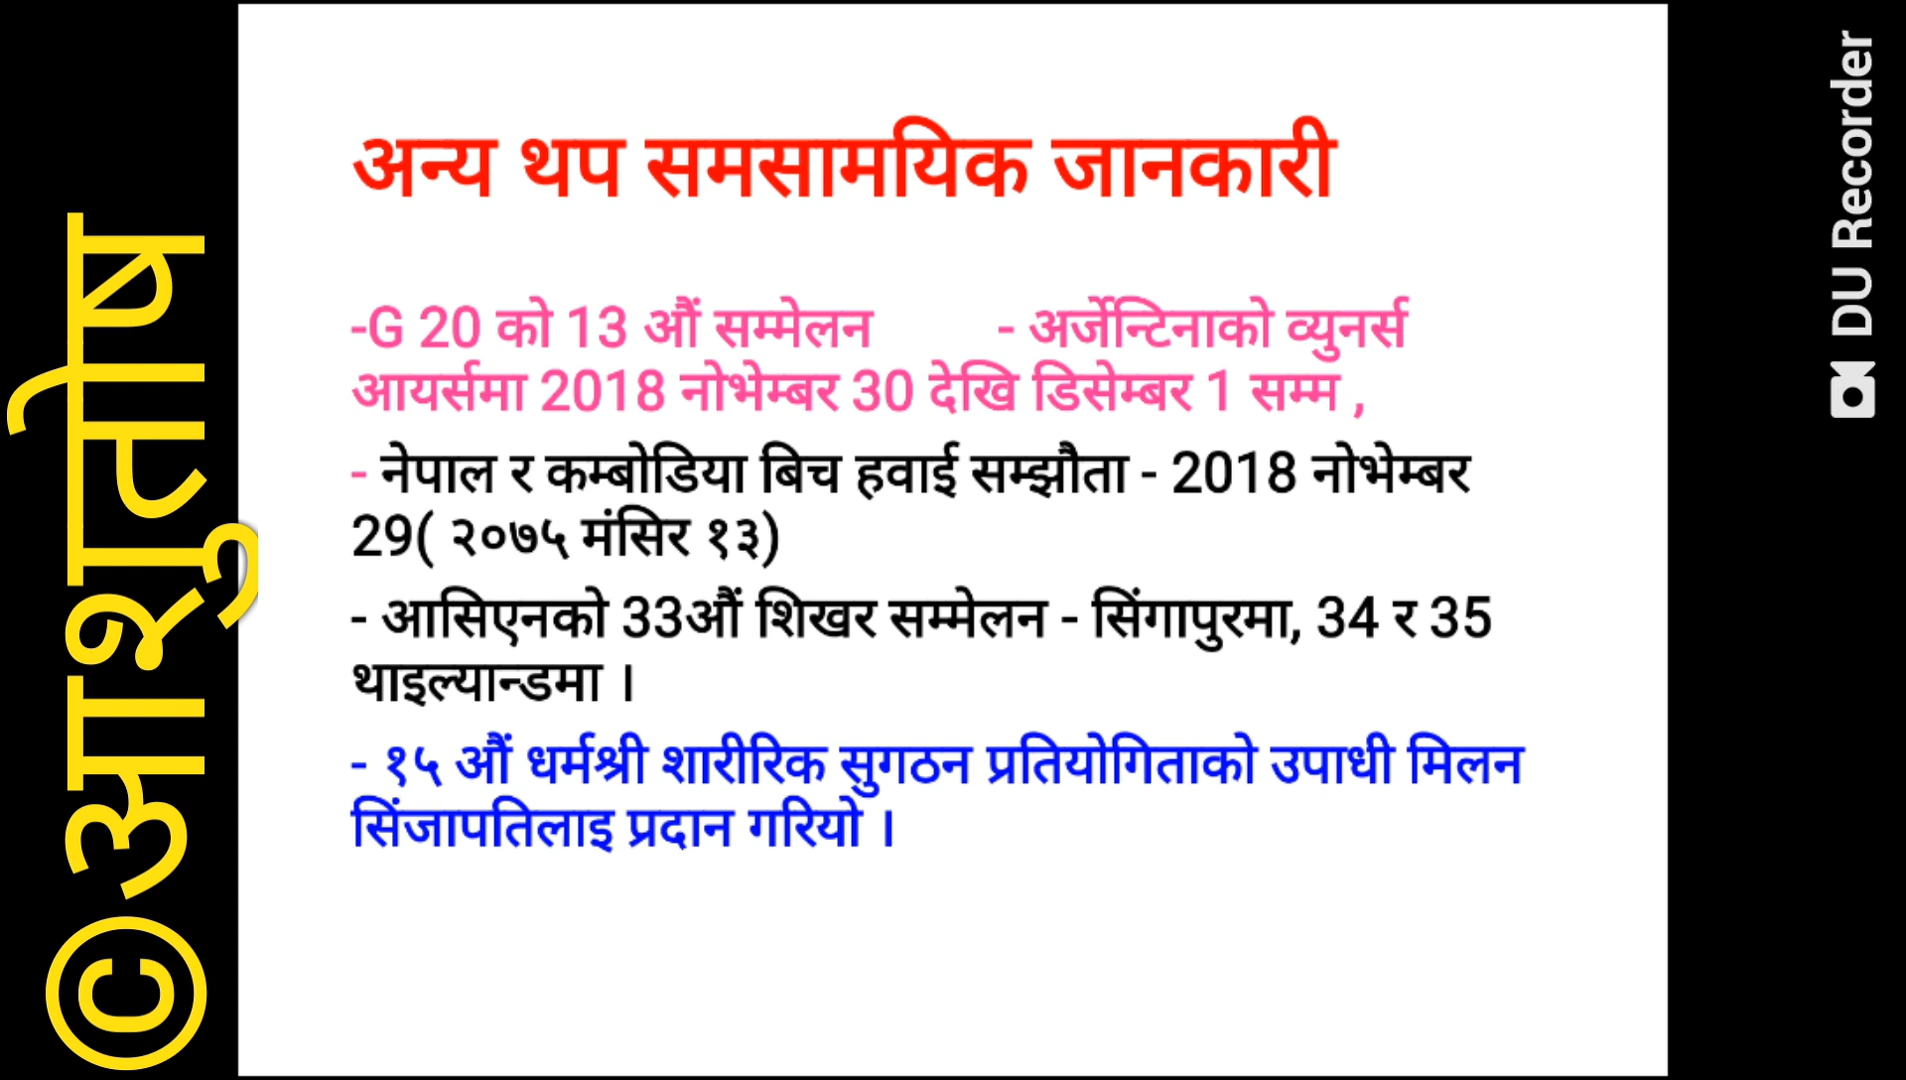 अन्य थप समसामयिक जानकारी
-G 20 को 13 औं सम्मेलन - अर्जेन्टिनाको व्युनर्स
आयर्समा 2018 नोभेम्बर 30 देखि डिसेम्बर 1 सम्म ,
- नेपाल र कम्बोडिया बिच हवाई सम्झौता - 2018 नोभेम्बर
29( २०७५ मंसिर १३)
- आसिएनको 33औं शिखर सम्मेलन - सिंगापुरमा, 34 र 35
थाइल्यान्डमा ।
- १५ औं धर्मश्री शारीरिक सुगठन प्रतियोगिताको उपाधी मिलन
सिंजापतिलाइ प्रदान गरियो ।
©आशुतोष
DU Recorder